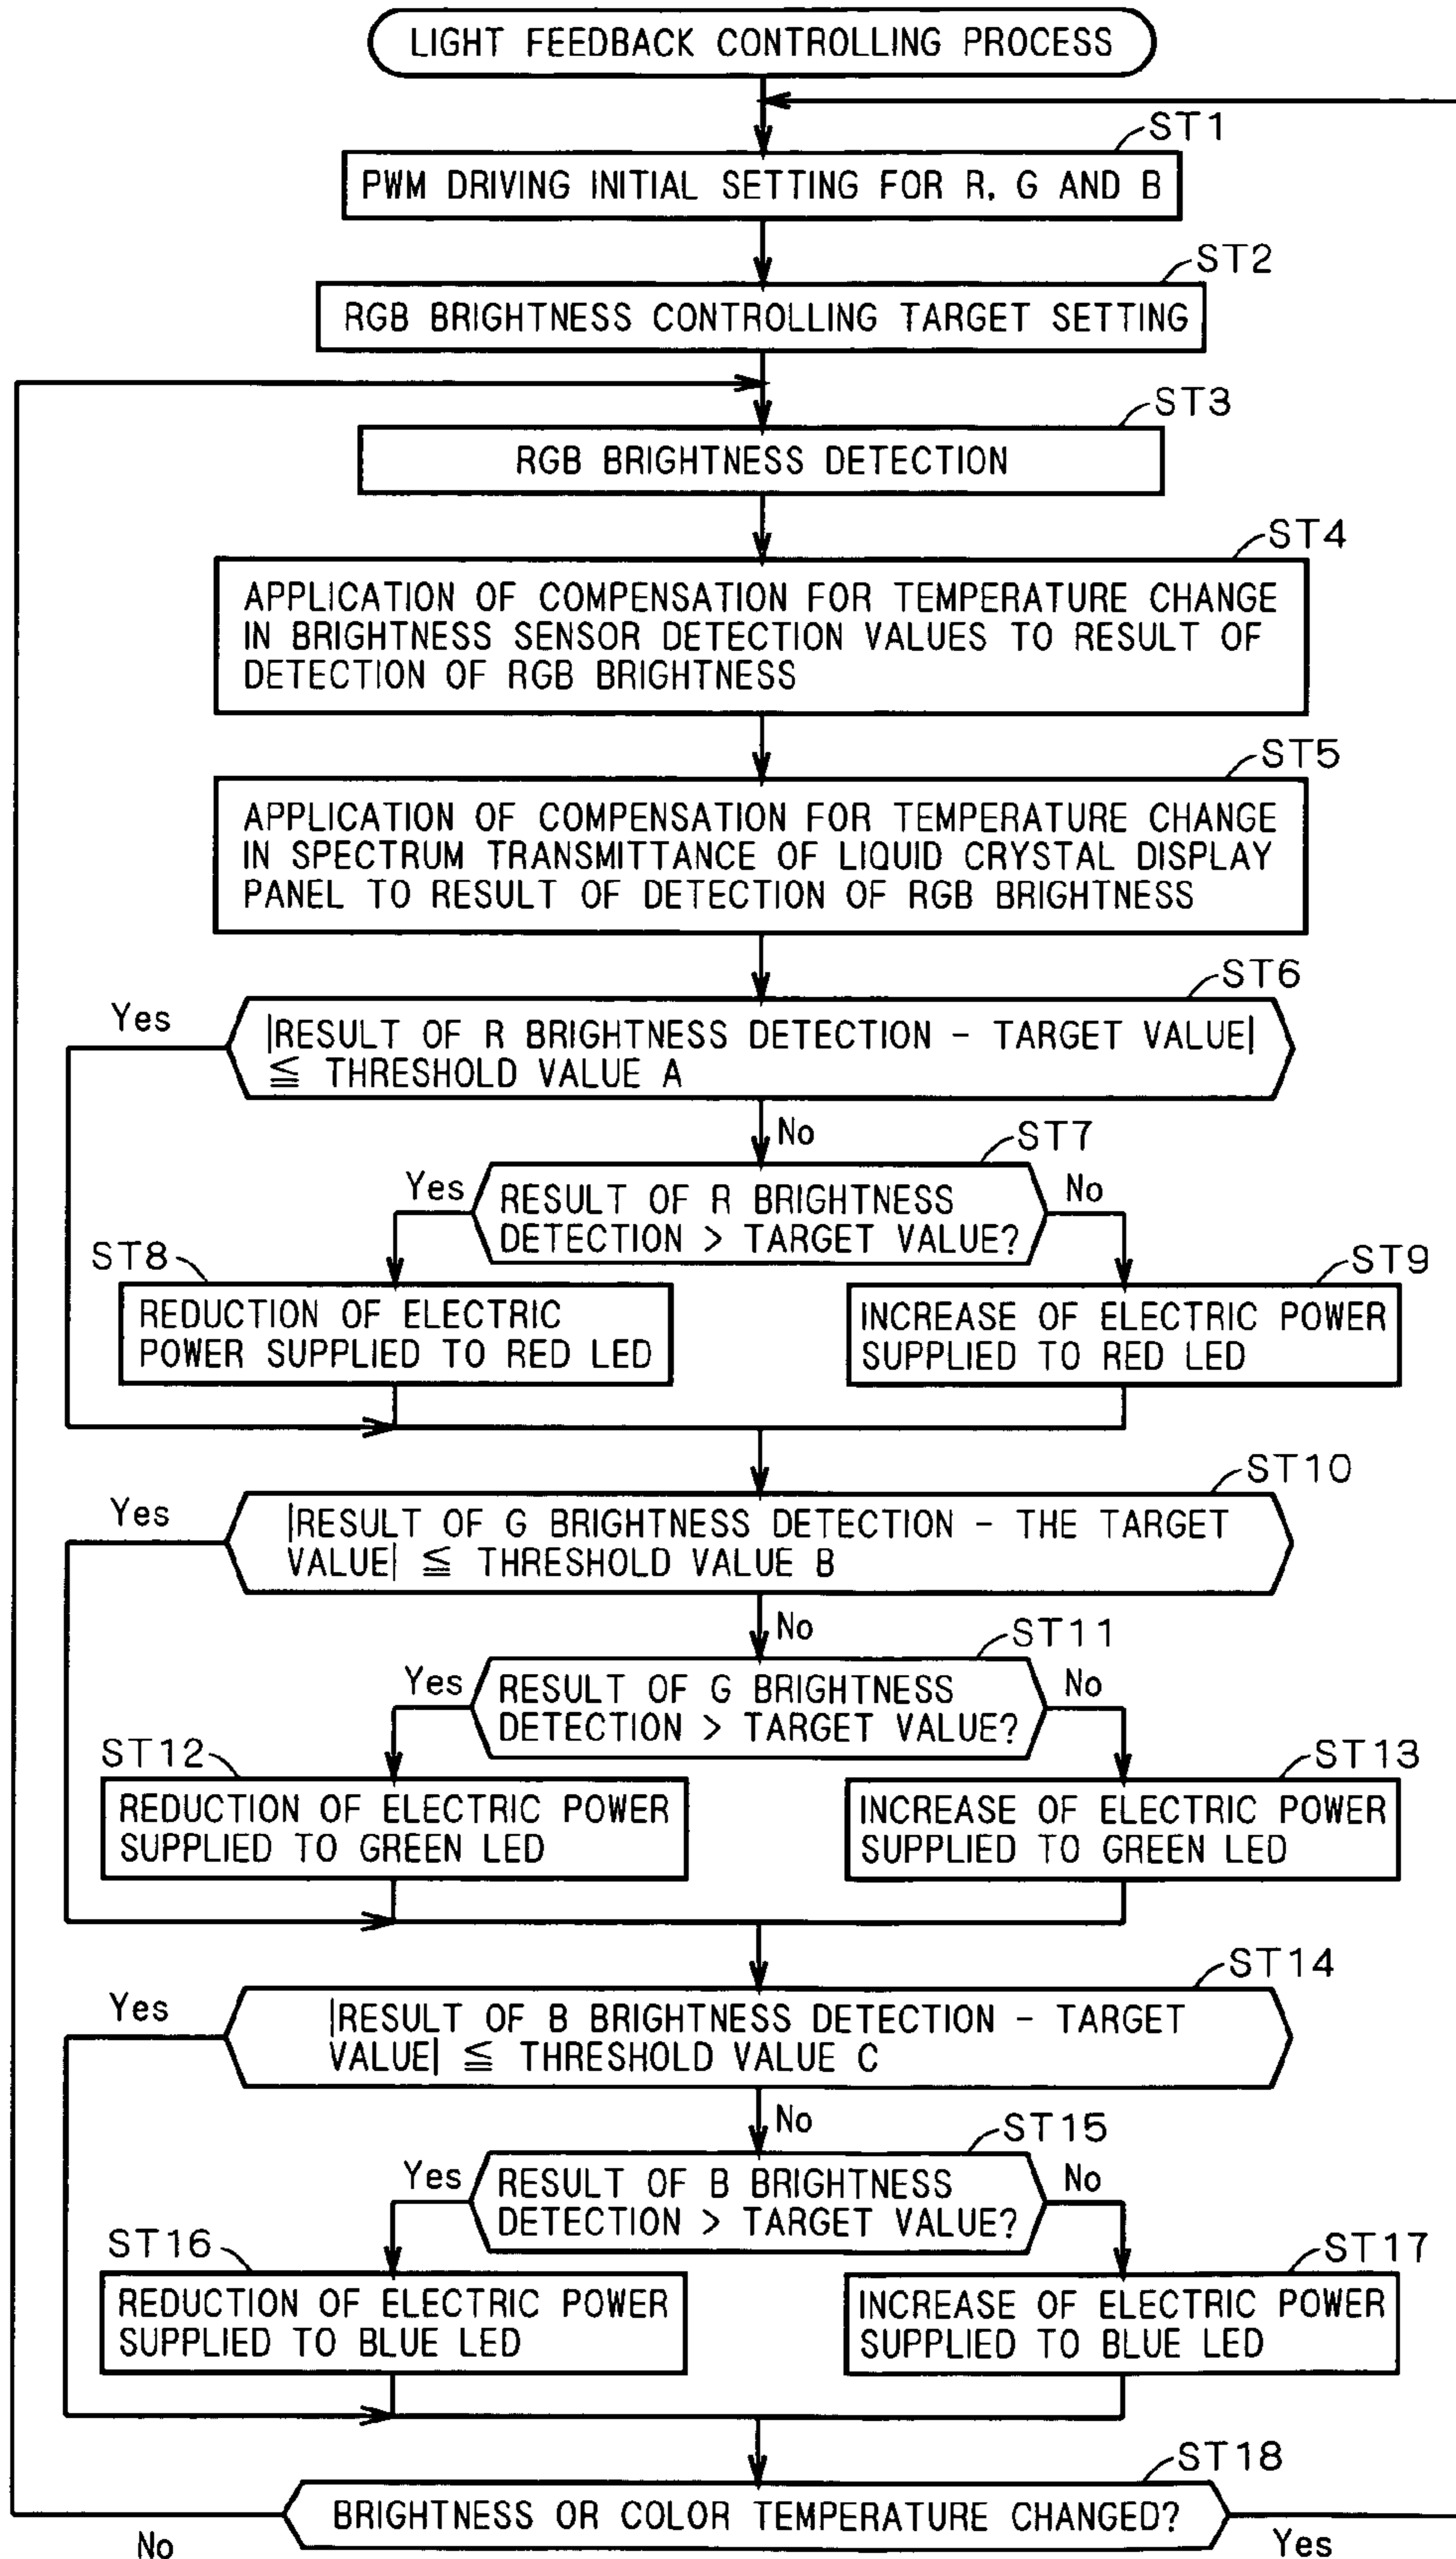 LIGHT FEEDBACK CONTROLLING PROCESS
ST1
PWM DRIVING INITIAL SETTING FOR R, G AND B
ST2
RGB BRIGHTNESS CONTROLLING TARGET SETTING
ST3
RGB BRIGHTNESS DETECTION
ST4
APPLICATION OF COMPENSATION FOR TEMPERATURE CHANGE
IN BRIGHTNESS SENSOR DETECTION VALUES TO RESULT OF
DETECTION OF RGB BRIGHTNESS
ST5
APPLICATION OF COMPENSATION FOR TEMPERATURE CHANGE
IN SPECTRUM TRANSMITTANCE OF LIQUID CRYSTAL DISPLAY
PANEL TO RESULT OF DETECTION OF RGB BRIGHTNESS
ST6
Yes
|RESULT OF R BRIGHTNESS DETECTION - TARGET VALUE|
≦ THRESHOLD VALUE A
No
ST7
Yes
RESULT OF R BRIGHTNESS
DETECTION > TARGET VALUE?
No
ST8
REDUCTION OF ELECTRIC
POWER SUPPLIED TO RED LED
ST9
INCREASE OF ELECTRIC POWER
SUPPLIED TO RED LED
ST10
Yes
|RESULT OF G BRIGHTNESS DETECTION - THE TARGET
VALUE| ≦ THRESHOLD VALUE B
No
ST11
Yes
RESULT OF G BRIGHTNESS
DETECTION > TARGET VALUE?
No
ST12
REDUCTION OF ELECTRIC POWER
SUPPLIED TO GREEN LED
ST13
INCREASE OF ELECTRIC POWER
SUPPLIED TO GREEN LED
ST14
Yes
|RESULT OF B BRIGHTNESS DETECTION - TARGET
VALUE| ≦ THRESHOLD VALUE C
No
ST15
Yes
RESULT OF B BRIGHTNESS
DETECTION > TARGET VALUE?
No
ST16
REDUCTION OF ELECTRIC POWER
SUPPLIED TO BLUE LED
ST17
INCREASE OF ELECTRIC POWER
SUPPLIED TO BLUE LED
ST18
BRIGHTNESS OR COLOR TEMPERATURE CHANGED?
No
Yes